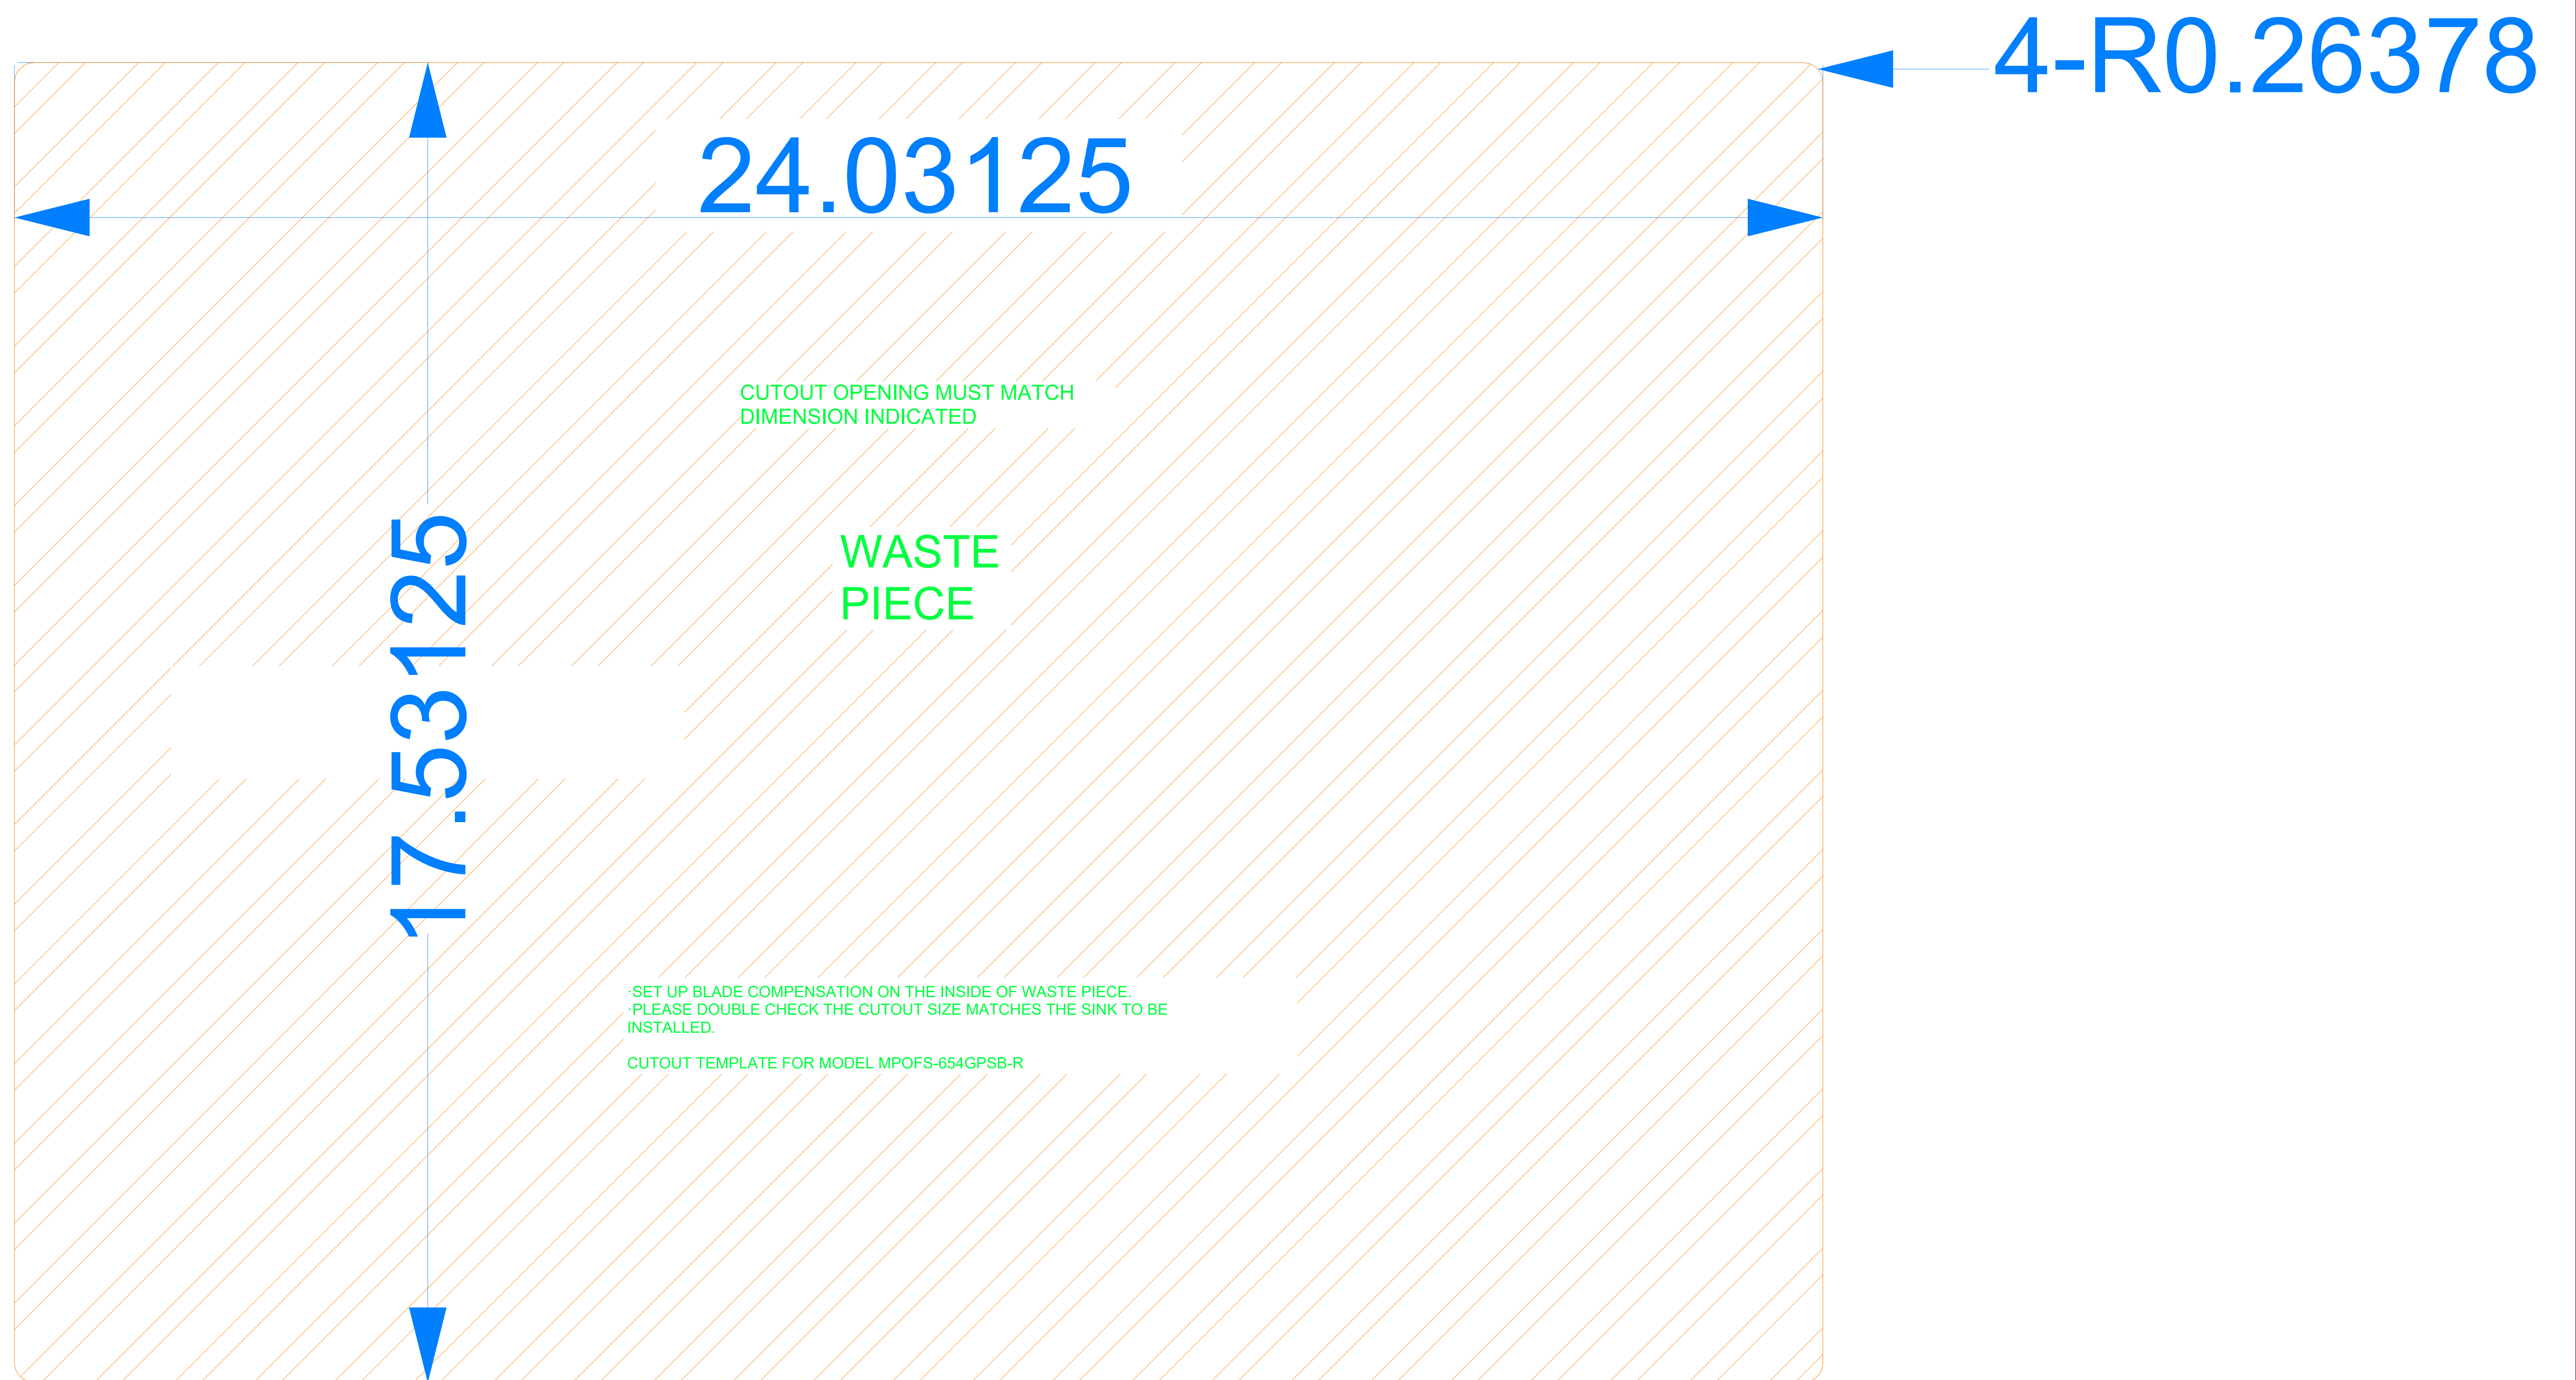 4-R0.26378
24.03125
CUTOUT OPENING MUST MATCH
DIMENSION INDICATED
WASTE
PIECE
17.53125
·SET UP BLADE COMPENSATION ON THE INSIDE OF WASTE PIECE.
·PLEASE DOUBLE CHECK THE CUTOUT SIZE MATCHES THE SINK TO BE
INSTALLED.
CUTOUT TEMPLATE FOR MODEL MPOFS-654GPSB-R